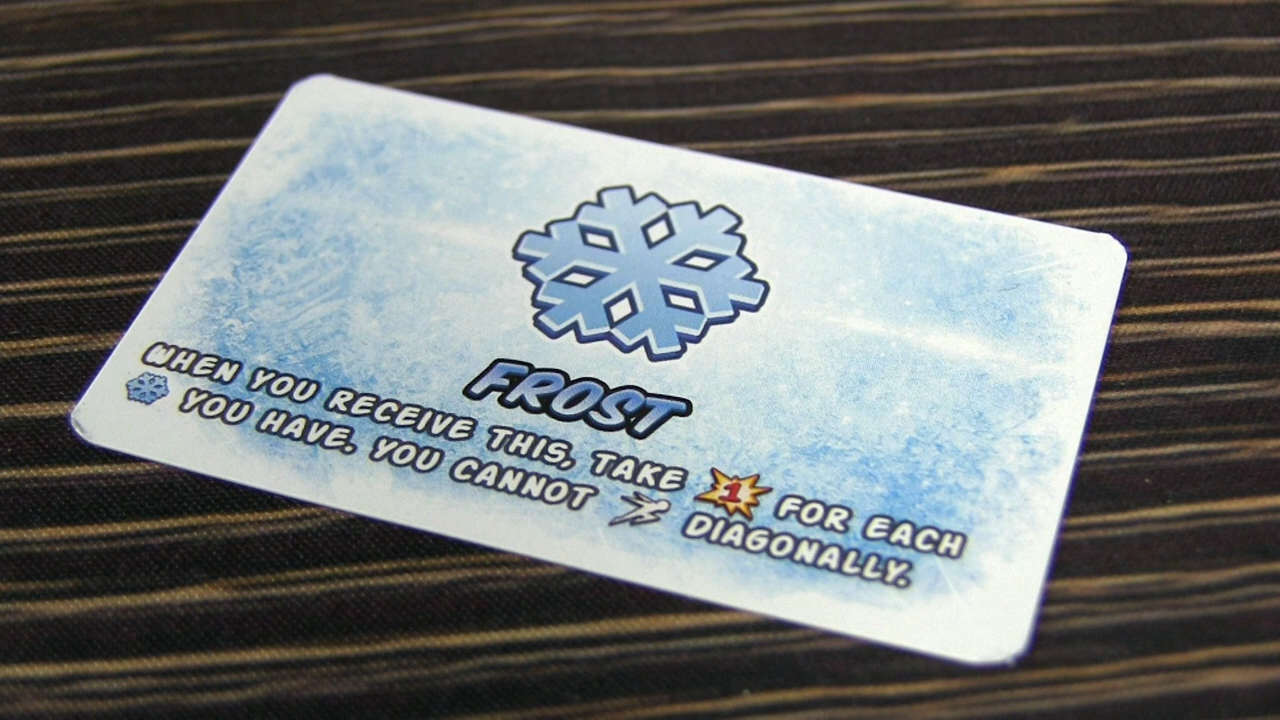 FROST
WHEN YOU RECEIVE THIS, TAKE 1 FOR EACH
YOU HAVE. YOU CANNOT DIAGONALLY.